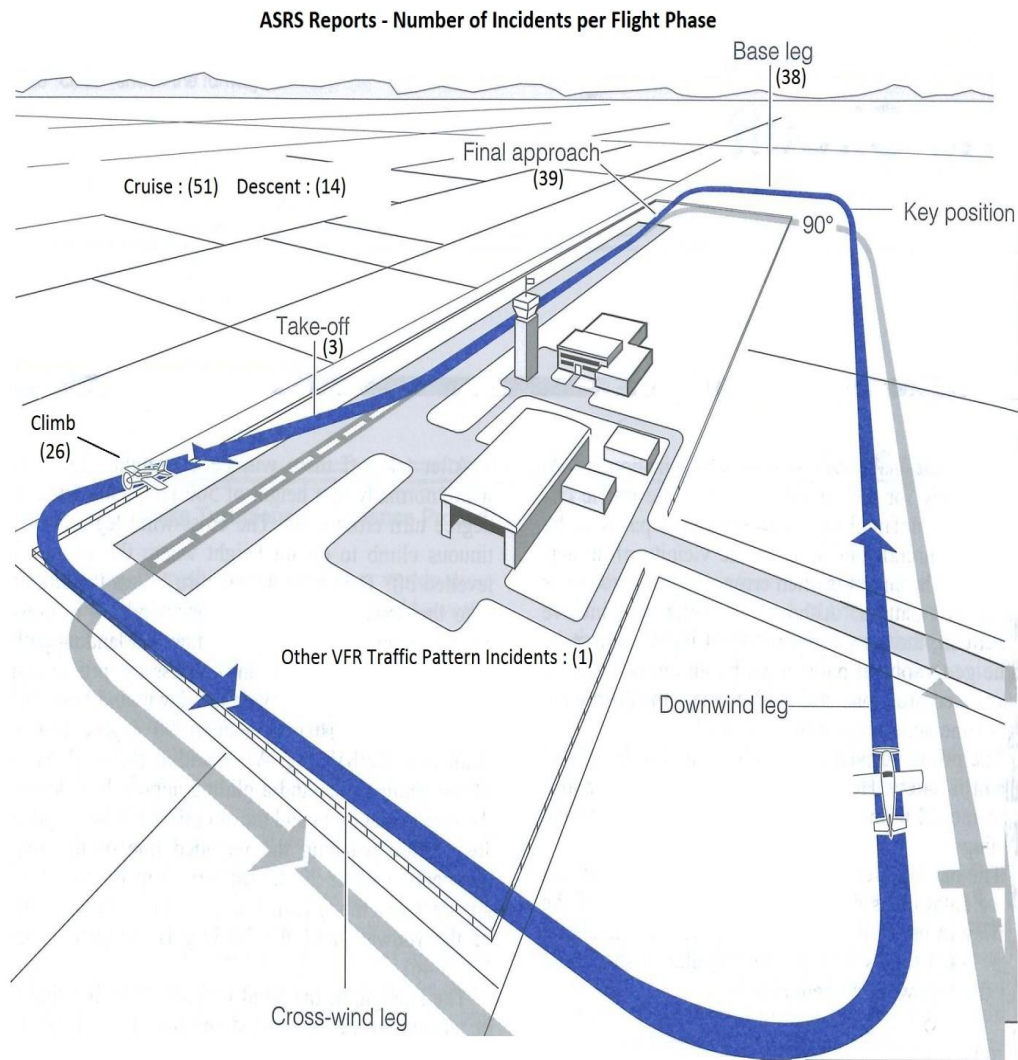 ASRS Reports - Number of Incidents per Flight Phase
Base leg
(38)
Final approach
(39)
Cruise : (51) Descent : (14)
Key position
90°
Take-off
(3)
Climb
(26)
Other VFR Traffic Pattern Incidents : (1)
Downwind leg
Cross-wind leg